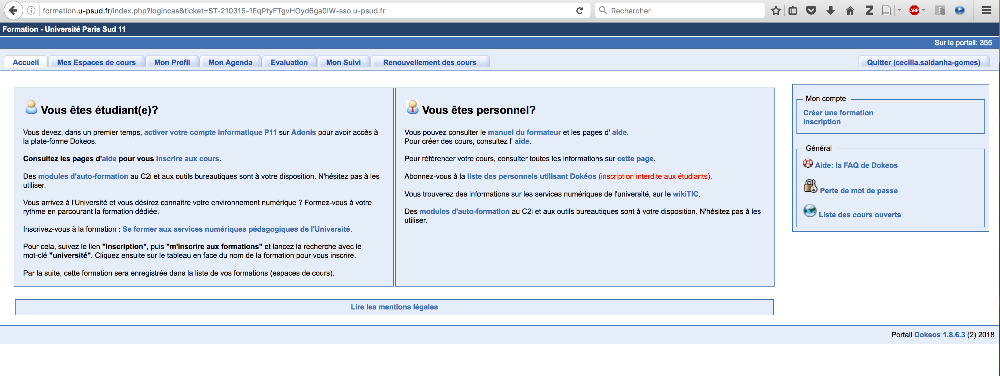 formation.u-psud.fr/index.php?logincas&ticket=ST-210315-1EqPtyFTgvHOyd6ga0IW-sso.u-psud.fr
Rechercher
ABP
Formation - Université Paris Sud 11
Sur le portail: 355
Accueil
Mes Espaces de cours
Mon Profil
Mon Agenda
Evaluation
Mon Suivi
Renouvellement des cours
Quitter (cecilia.saldanha-gomes)
Vous êtes étudiant(e)?
Vous devez, dans un premier temps, activer votre compte informatique P11 sur Adonis pour avoir accès à
la plate-forme Dokeos.
Consultez les pages d'aide pour vous inscrire aux cours.
Des modules d'auto-formation au C2i et aux outils bureautiques sont à votre disposition. N'hésitez pas à les
utiliser.
Vous arrivez à l'Université et vous désirez connaitre votre environnement numérique ? Formez-vous à votre
rythme en parcourant la formation dédiée.
Inscrivez-vous à la formation : Se former aux services numériques pédagogiques de l'Université.
Pour cela, suivez le lien "Inscription", puis "m'inscrire aux formations" et lancez la recherche avec le
mot-clé "université". Cliquez ensuite sur le tableau en face du nom de la formation pour vous inscrire.
Par la suite, cette formation sera enregistrée dans la liste de vos formations (espaces de cours).
Vous êtes personnel?
Vous pouvez consulter le manuel du formateur et les pages d' aide.
Pour créer des cours, consultez l' aide.
Pour référencer votre cours, consulter toutes les informations sur cette page.
Abonnez-vous à la liste des personnels utilisant Dokéos (inscription interdite aux étudiants).
Vous trouverez des informations sur les services numériques de l'université, sur le wikiTIC.
Des modules d'auto-formation au C2i et aux outils bureautiques sont à votre disposition. N'hésitez pas à les
utiliser.
Mon compte
Créer une formation
Inscription
Général
Aide: la FAQ de Dokeos
Perte de mot de passe
Liste des cours ouverts
Lire les mentions légales
Portail Dokeos 1.8.6.3 (2) 2018